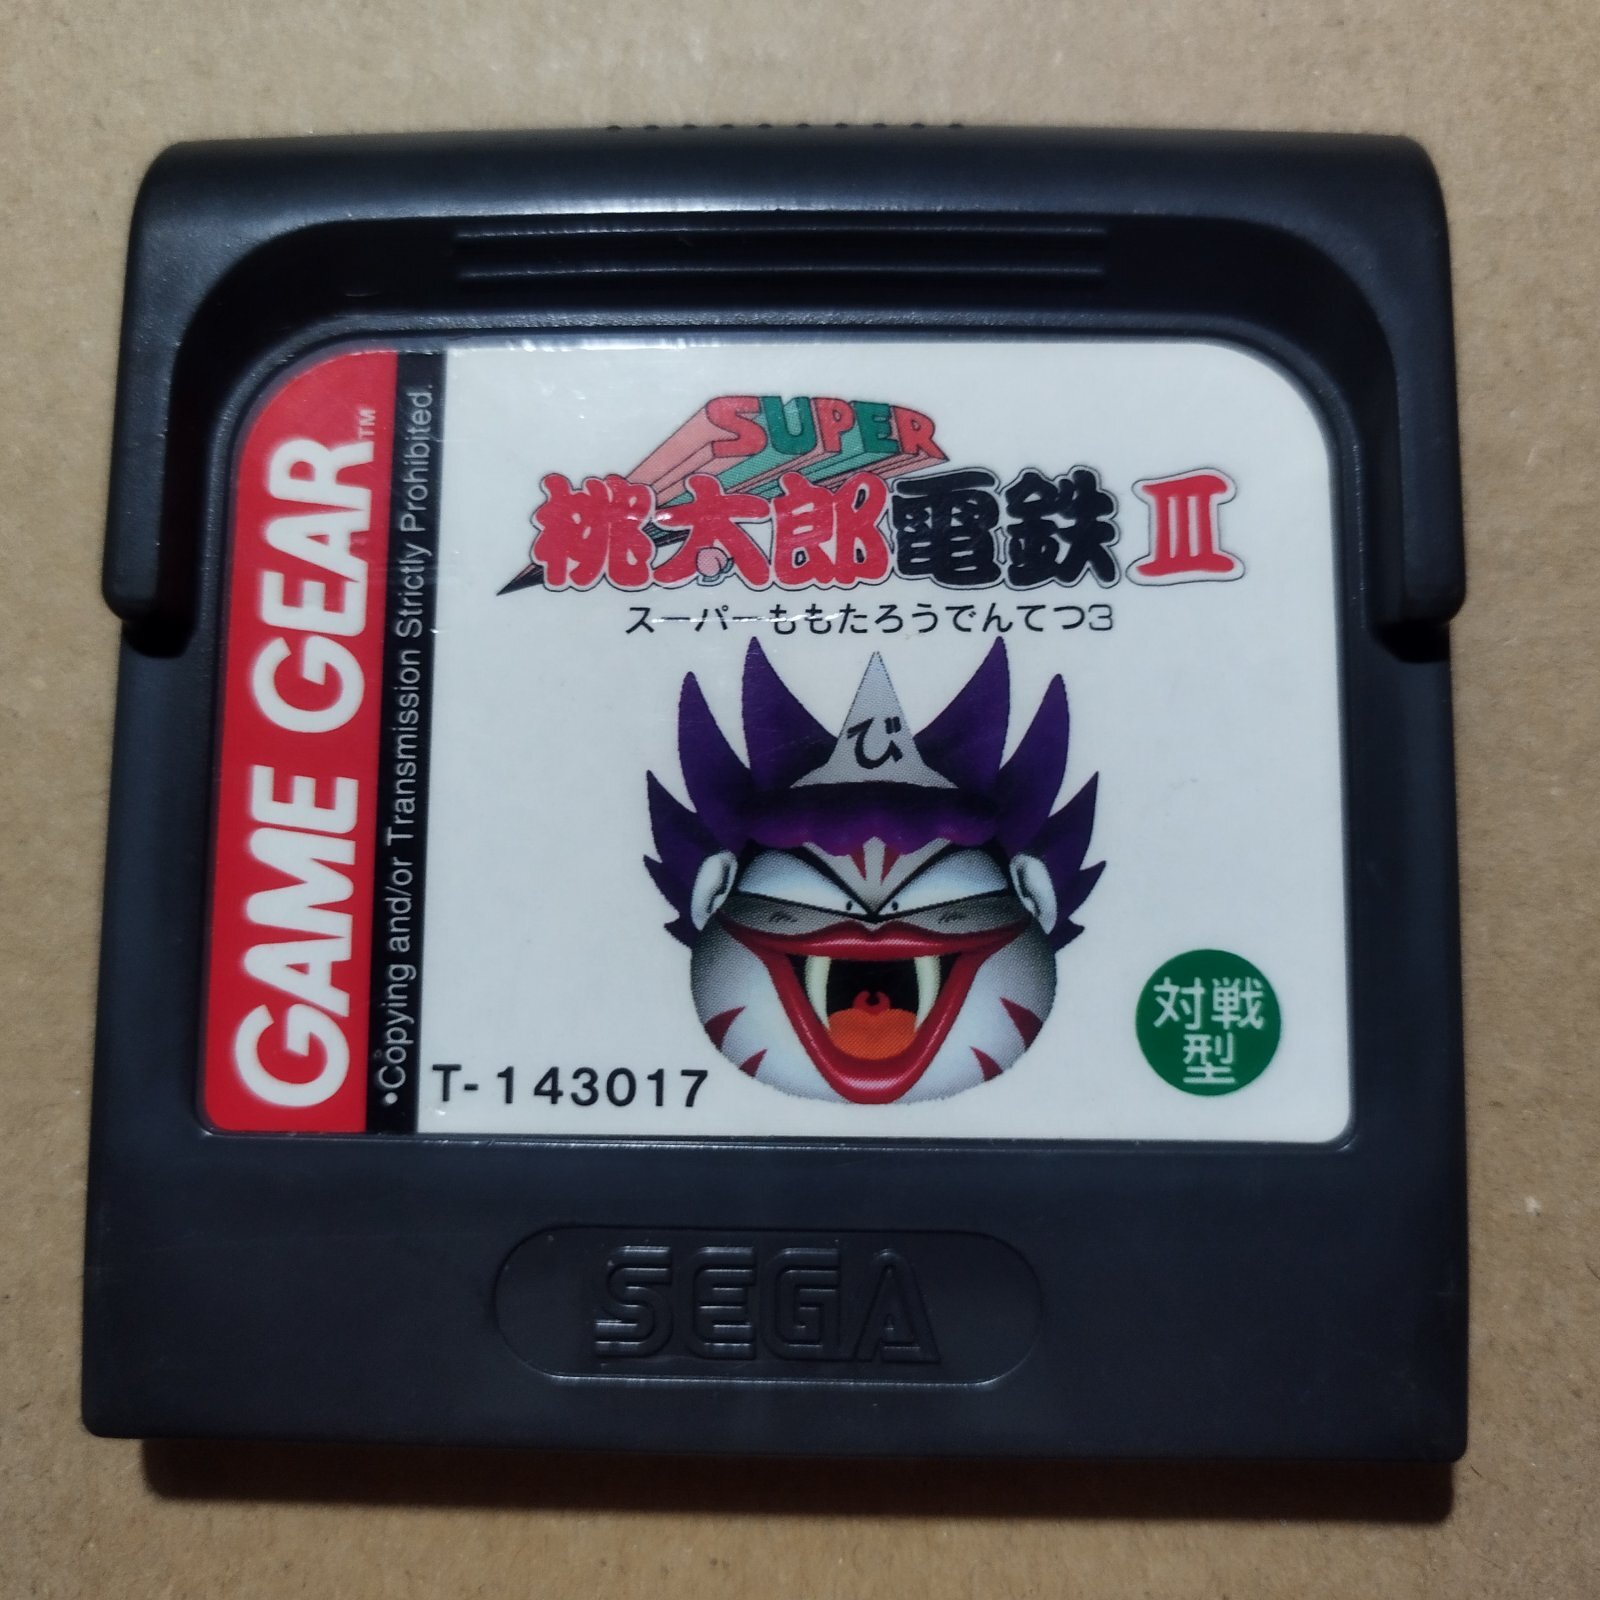 GAME GEAR™
•Copying and/or Transmission Strictly Prohibited.
SUPER
桃太郎電鉄III
スーパーももたろうでんてつ3
び
対戦
型
T-143017
SEGA